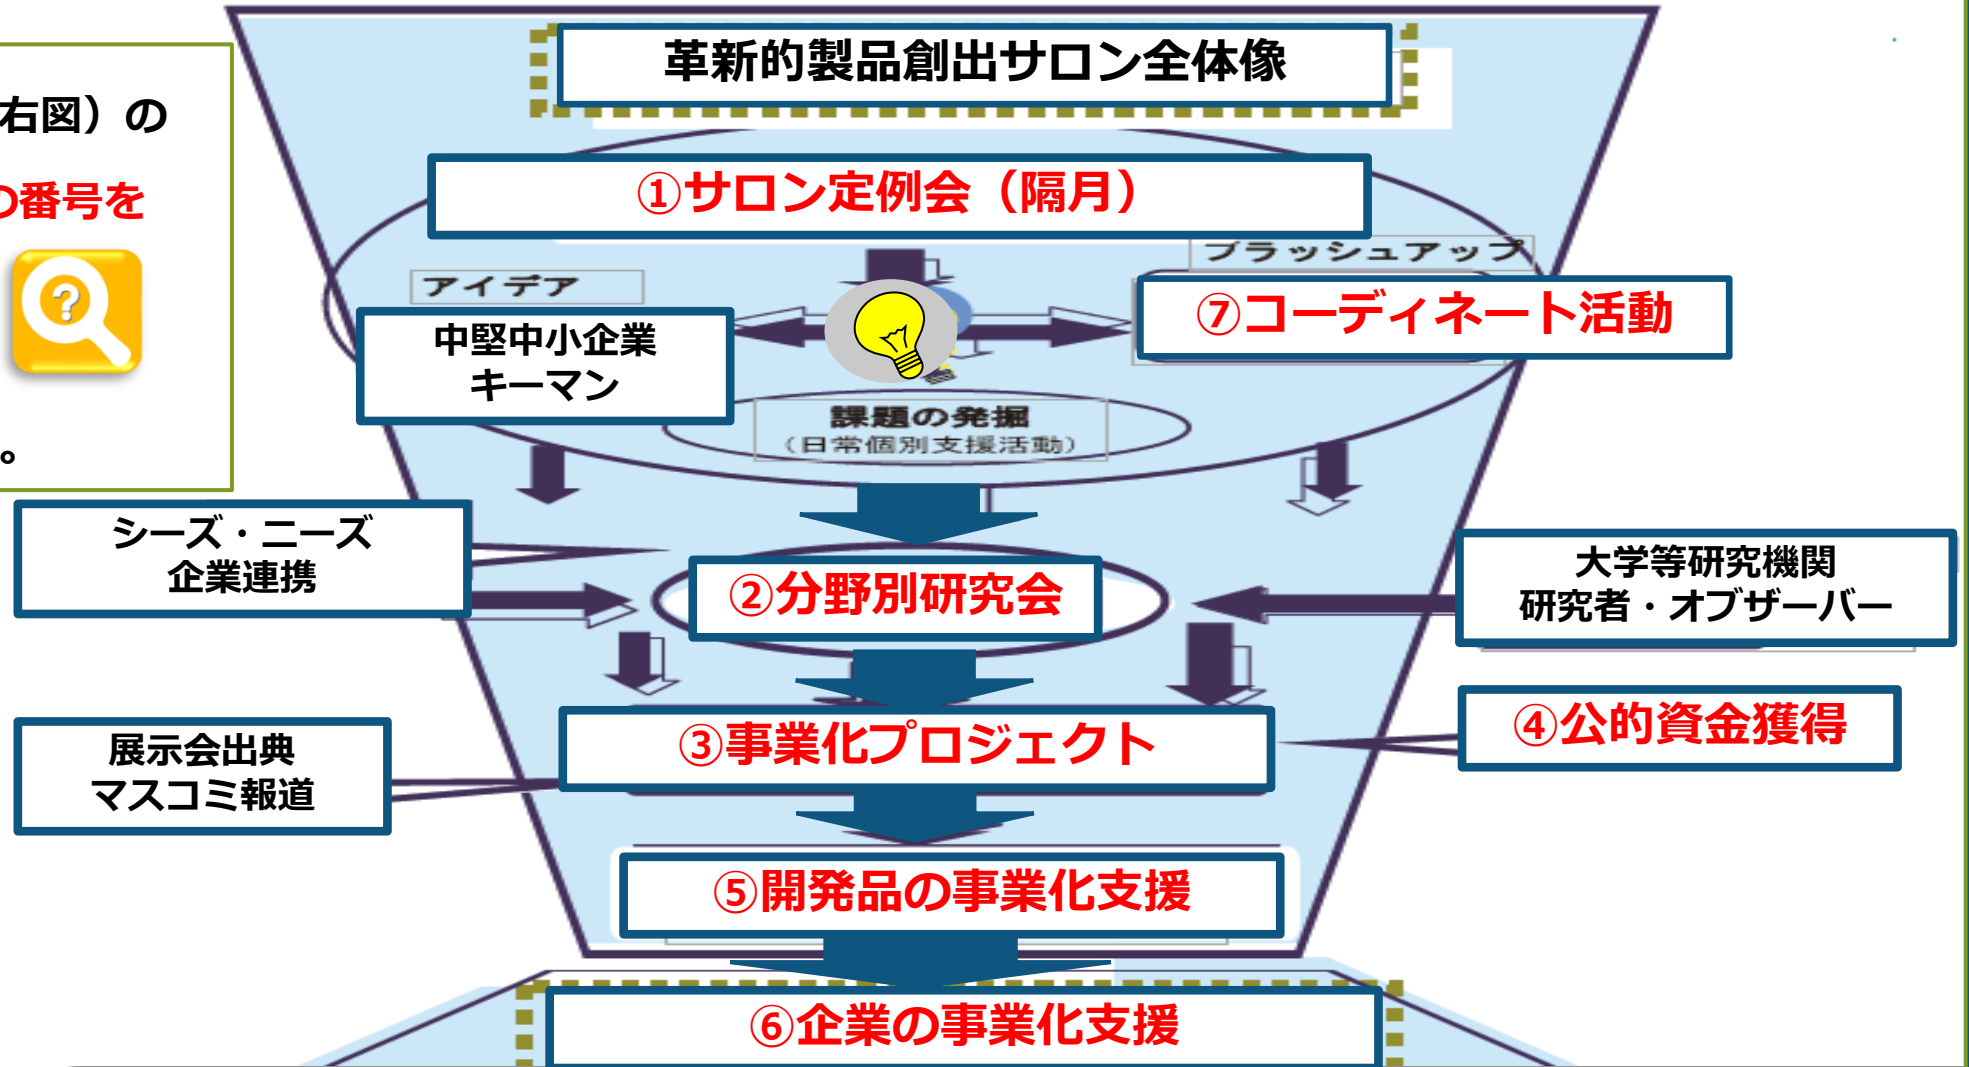 革新的製品創出サロン全体像
右図）の
の番号を
?
。
①サロン定例会（隔月）
ブラッシュアップ
アイデア
⑦コーディネート活動
中堅中小企業
キーマン
課題の発掘
（日常個別支援活動）
シーズ・ニーズ
企業連携
②分野別研究会
大学等研究機関
研究者・オブザーバー
③事業化プロジェクト
④公的資金獲得
展示会出典
マスコミ報道
⑤開発品の事業化支援
⑥企業の事業化支援